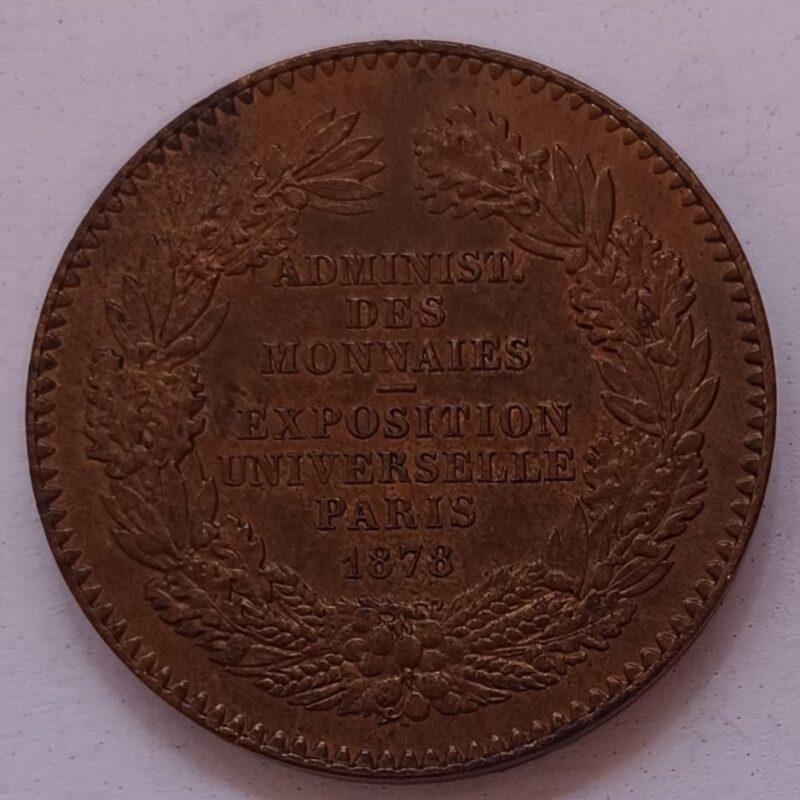 ADMINIST.
DES
MONNAIES
EXPOSITION
UNIVERSELLE
PARIS
1878